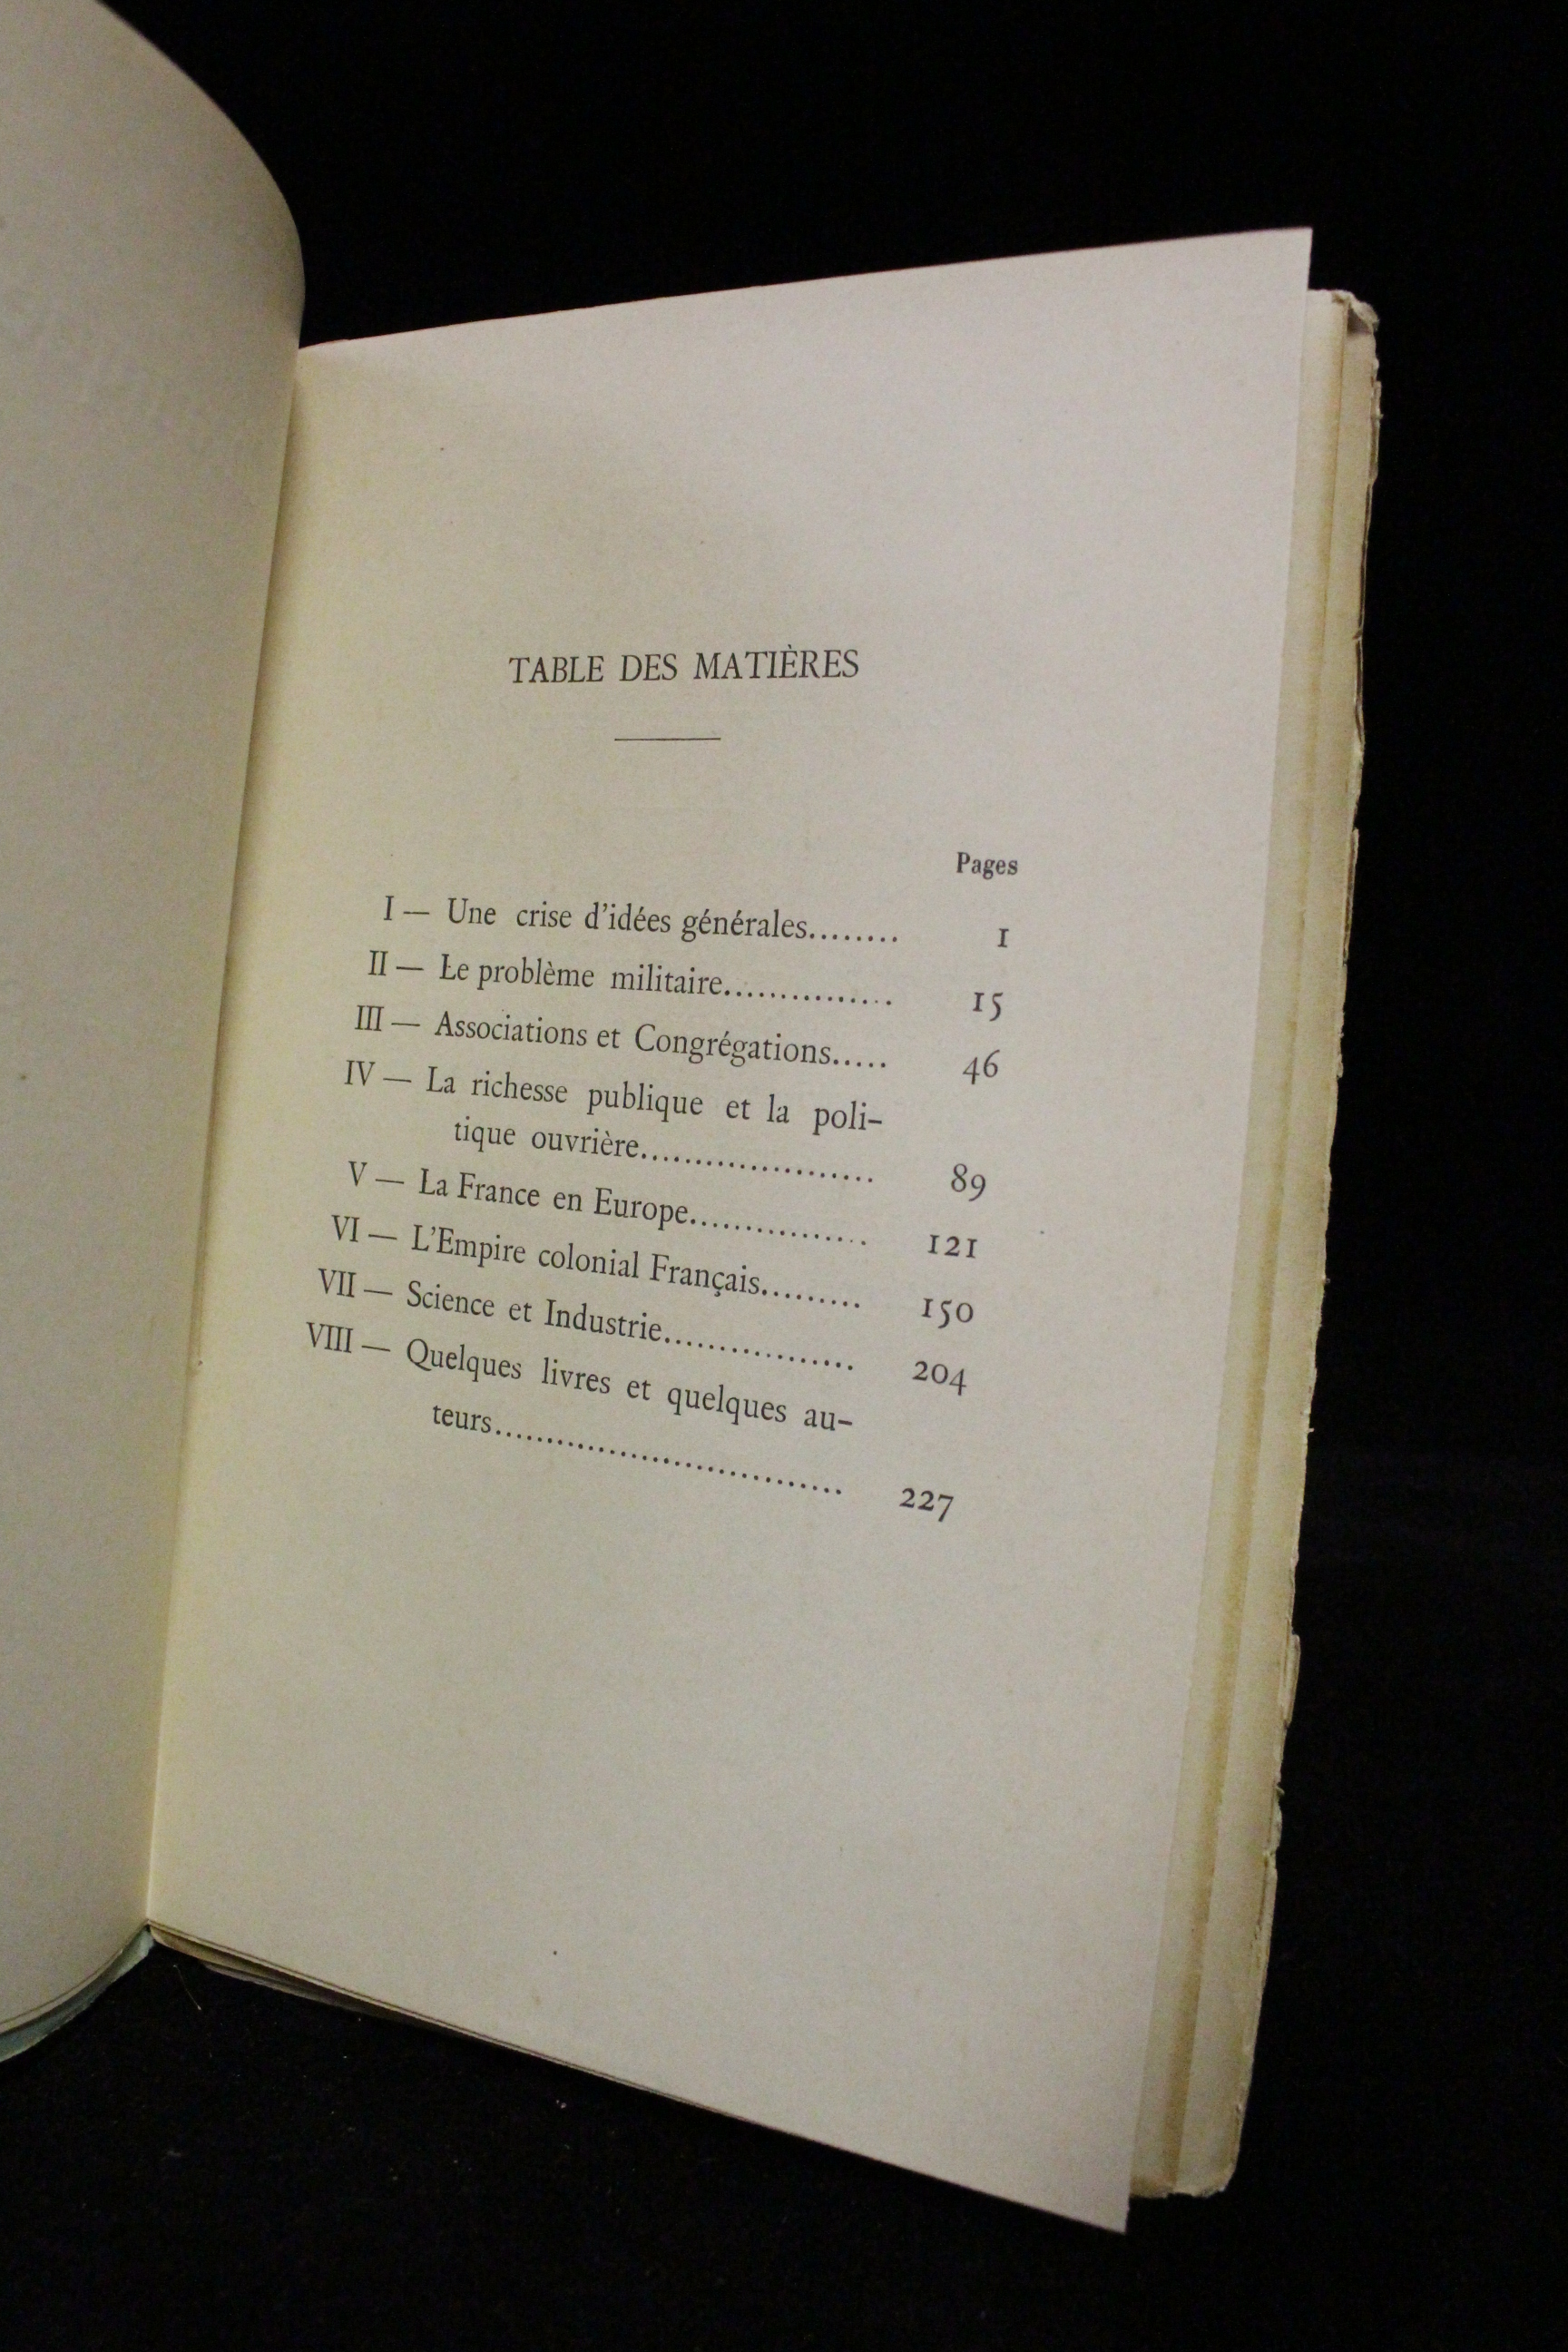 TABLE DES MATIÈRES
Pages
I — Une crise d'idées générales........ 1
II — Le problème militaire............... 15
III — Associations et Congrégations..... 46
IV — La richesse publique et la poli-
tique ouvrière...................... 89
V — La France en Europe................ 121
VI — L'Empire colonial Français......... 150
VII — Science et Industrie................. 204
VIII — Quelques livres et quelques au-
teurs.................................. 227